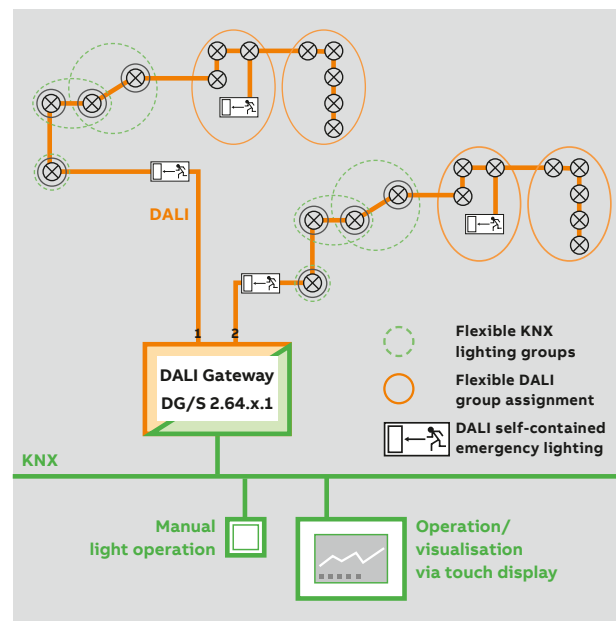 DALI
1 2
DALI Gateway
DG/S 2.64.x.1
Flexible KNX
lighting groups
Flexible DALI
group assignment
DALI self-contained
emergency lighting
KNX
Manual
light operation
Operation/
visualisation
via touch display